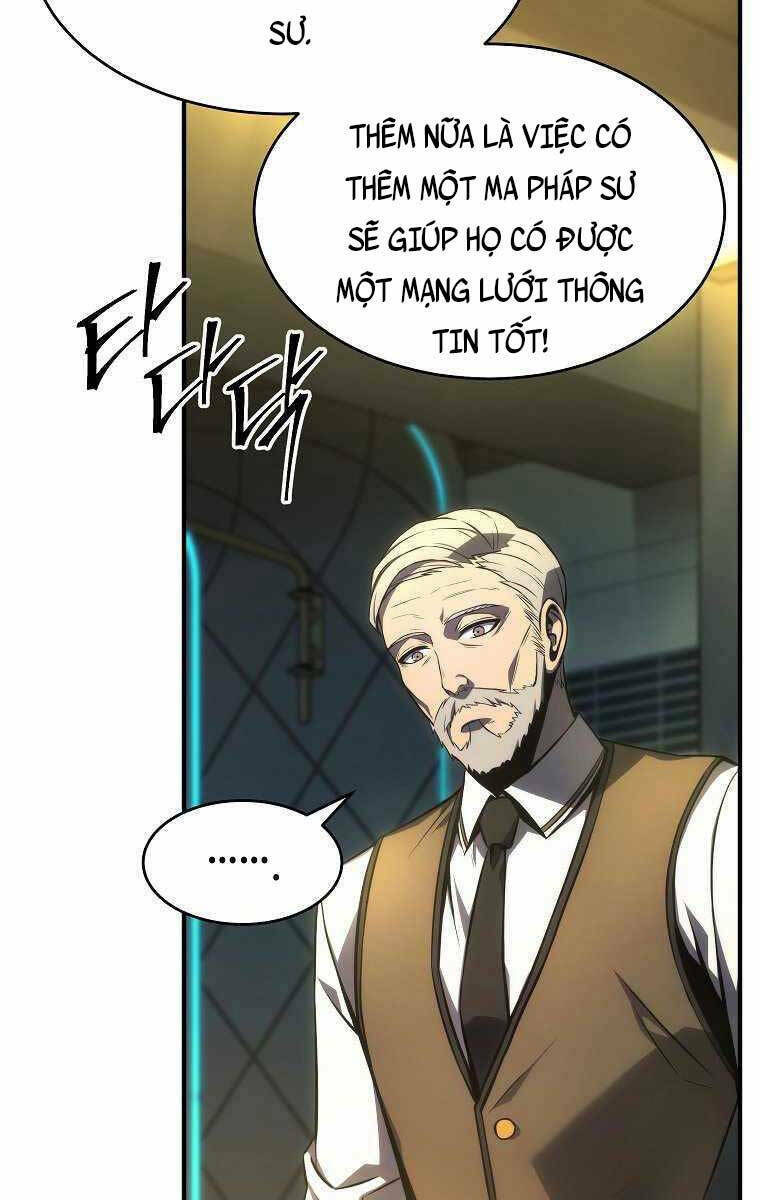 SƯ.
THÊM NỮA LÀ VIỆC CÓ
THÊM MỘT MA PHÁP SƯ
SẼ GIÚP HỌ CÓ ĐƯỢC
MỘT MẠNG LƯỚI THÔNG
TIN TỐT!
타다닥
.......